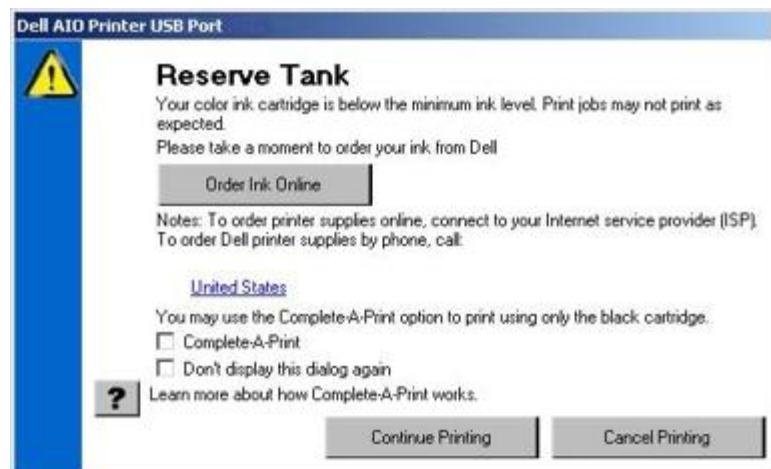 Dell AIO Printer USB Port
Reserve Tank
Your color ink cartridge is below the minimum ink level. Print jobs may not print as
expected.
Please take a moment to order your ink from Dell
Order Ink Online
Notes: To order printer supplies online, connect to your Internet service provider (ISP).
To order Dell printer supplies by phone, call:
United States
You may use the Complete-A-Print option to print using only the black cartridge.
Complete-A-Print
Don't display this dialog again
? Learn more about how Complete-A-Print works.
Continue Printing Cancel Printing